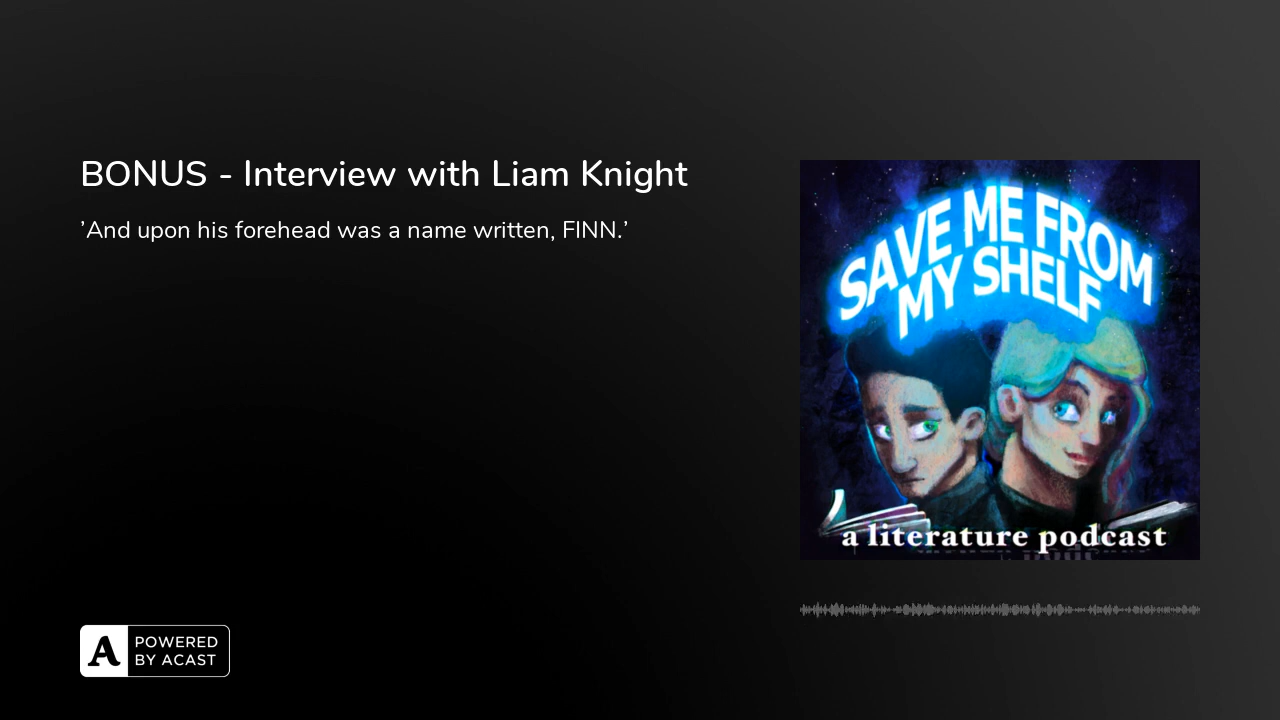 BONUS - Interview with Liam Knight
’And upon his forehead was a name written, FINN.’
SAVE ME FROM
MY SHELF
a literature podcast
A POWERED
BY ACAST